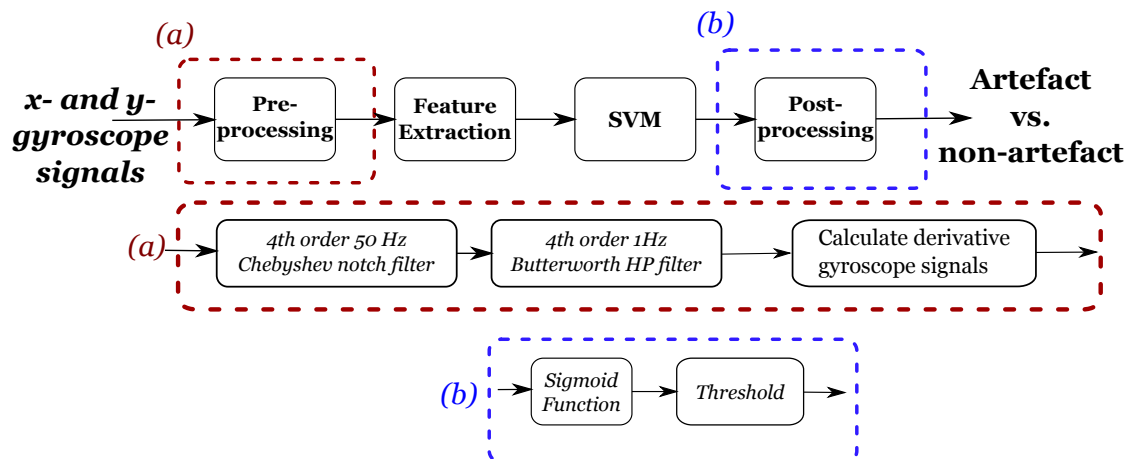 (a)
(b)
x- and y-
gyroscope
signals
Pre-
processing
Feature
Extraction
SVM
Post-
processing
Artefact
vs.
non-artefact
(a)
4th order 50 Hz
Chebyshev notch filter
4th order 1Hz
Butterworth HP filter
Calculate derivative
gyroscope signals
(b)
Sigmoid
Function
Threshold